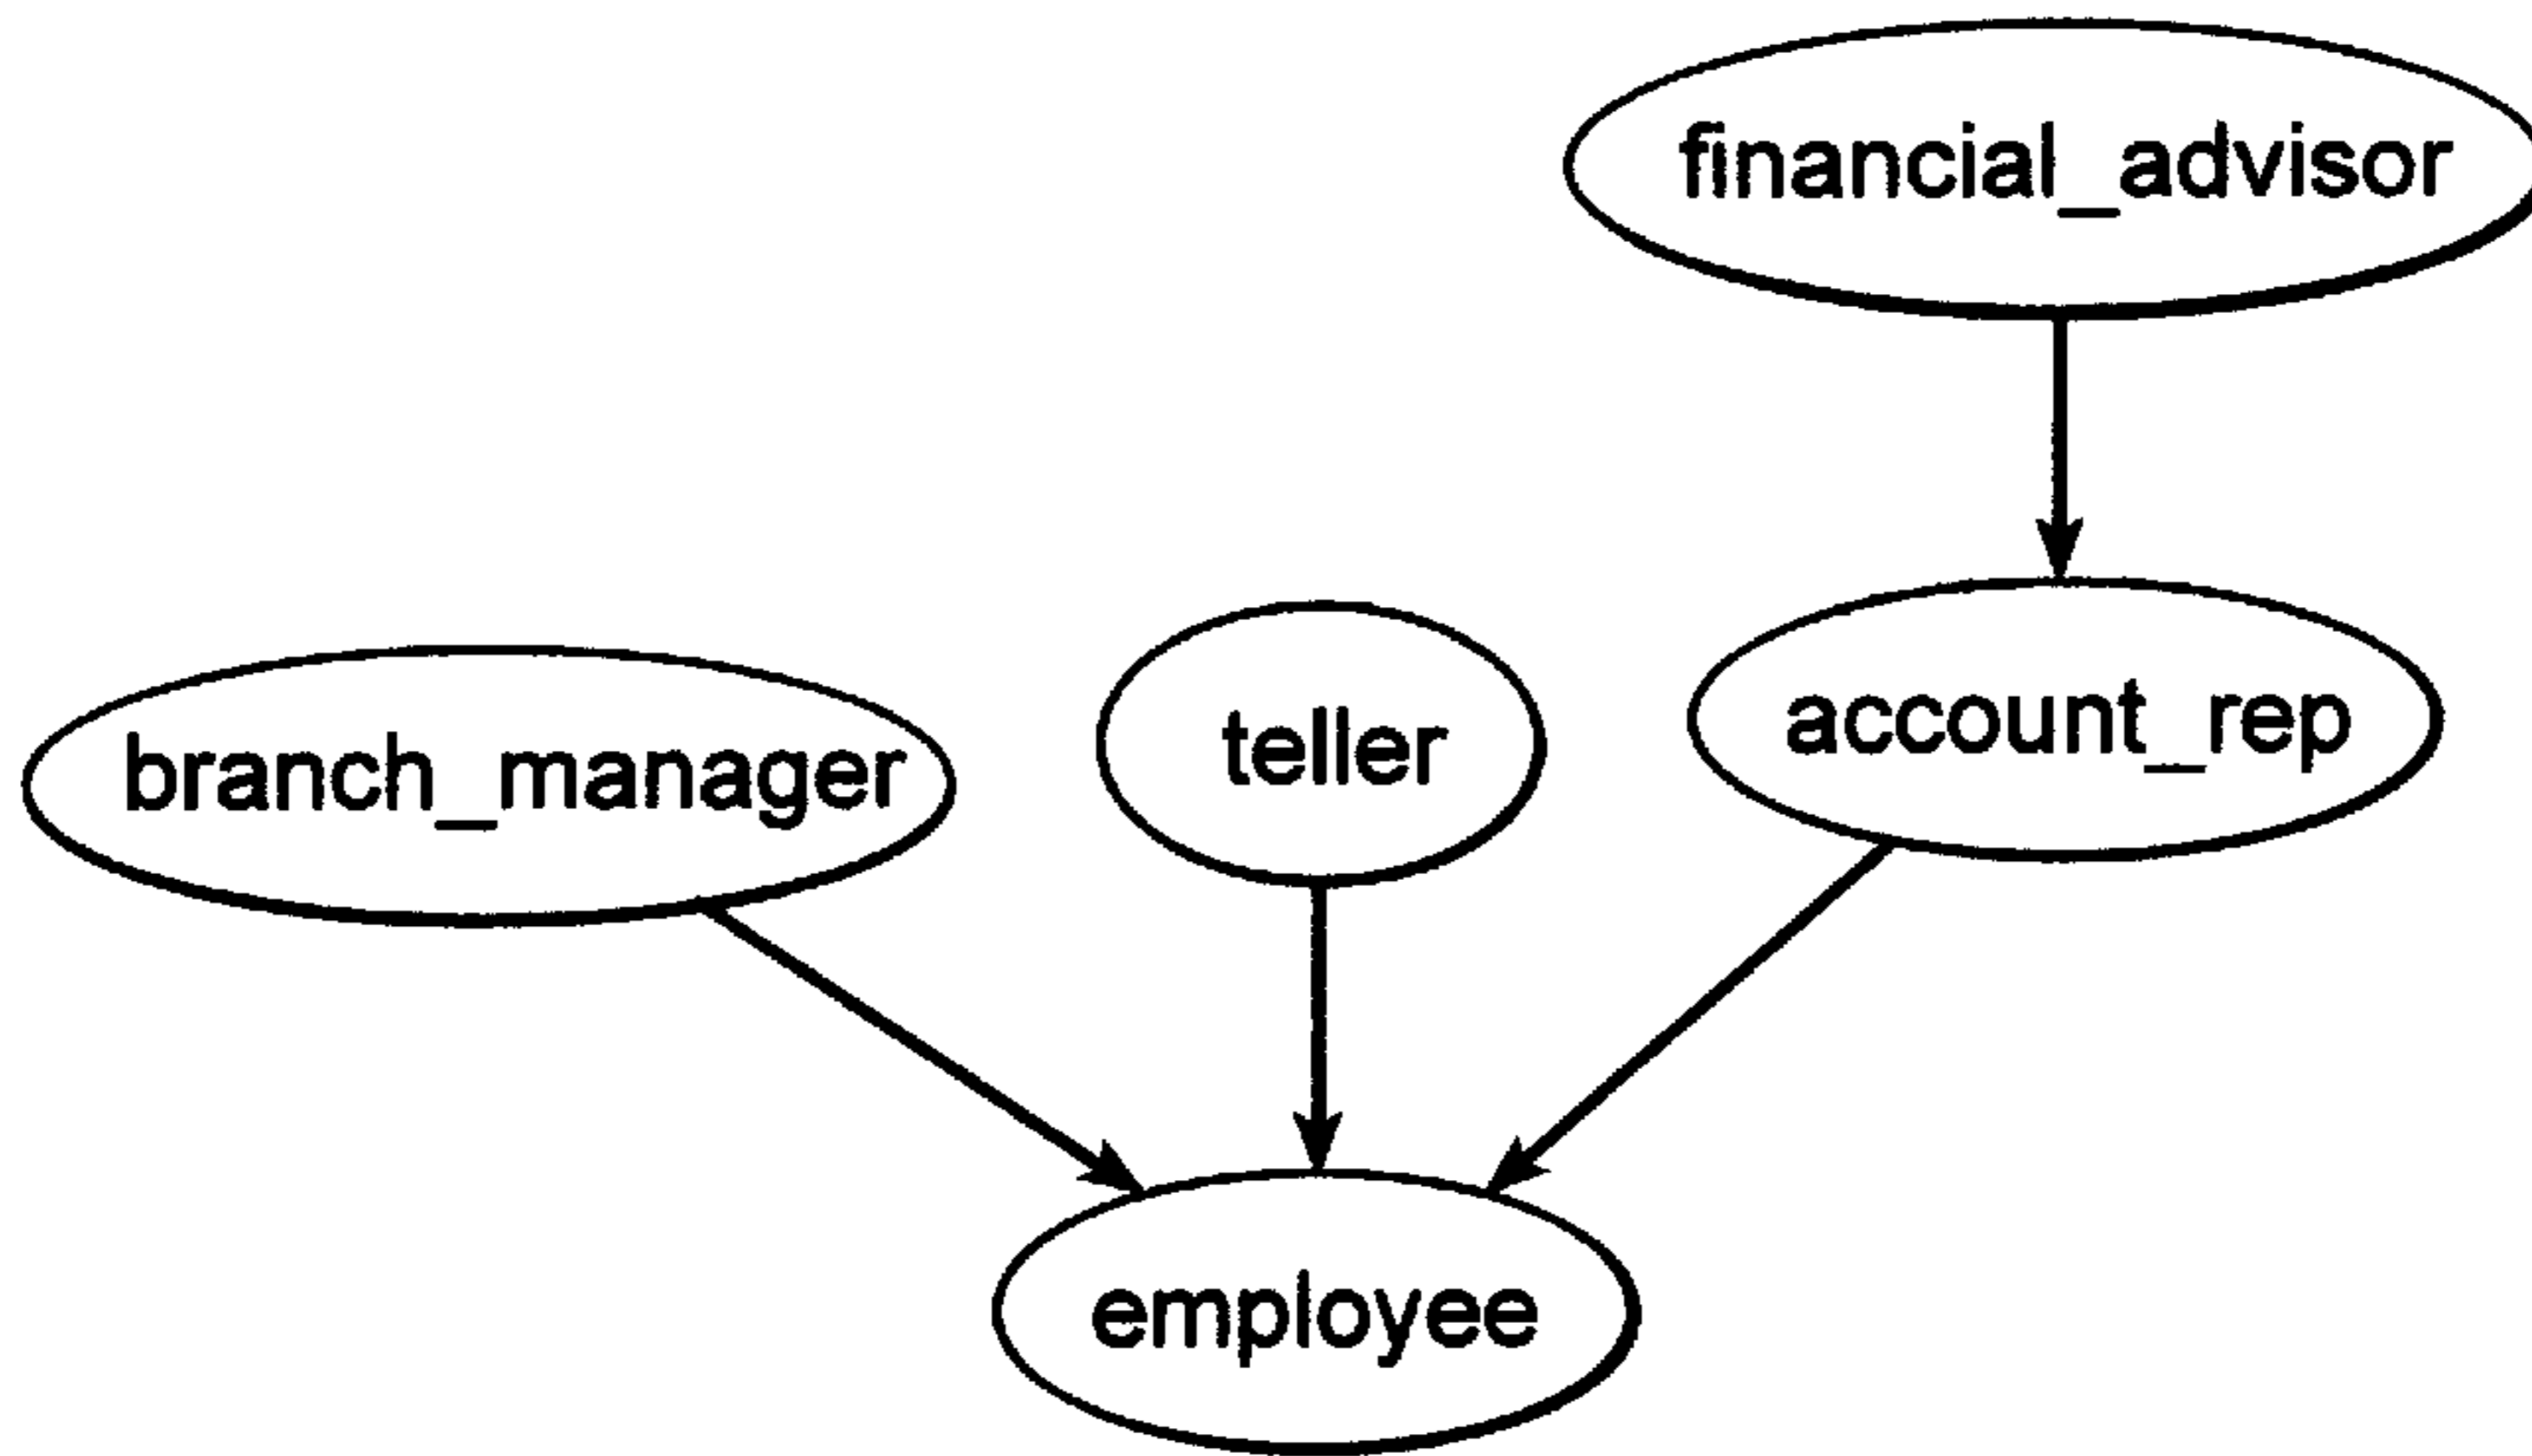 financial_advisor
branch_manager
teller
account_rep
employee